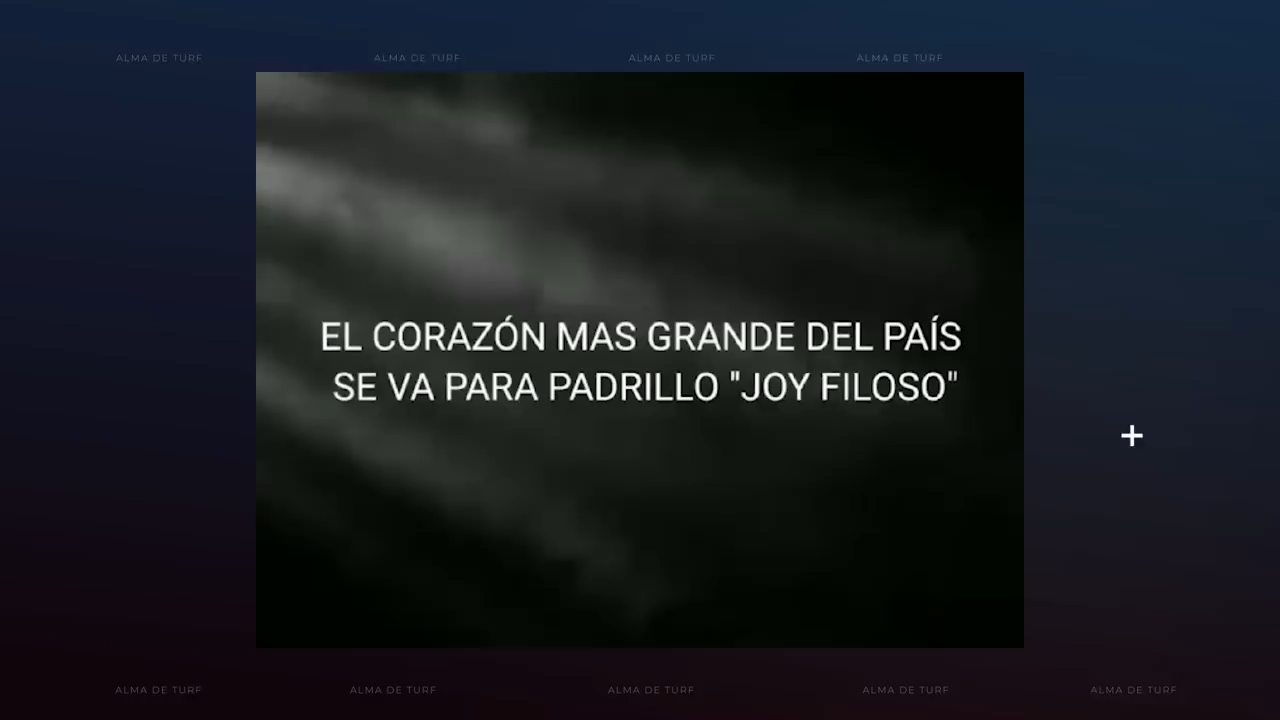 ALMA DE TURF ALMA DE TURF ALMA DE TURF ALMA DE TURF
EL CORAZÓN MAS GRANDE DEL PAÍS
SE VA PARA PADRILLO "JOY FILOSO"
ALMA DE TURF ALMA DE TURF ALMA DE TURF ALMA DE TURF ALMA DE TURF